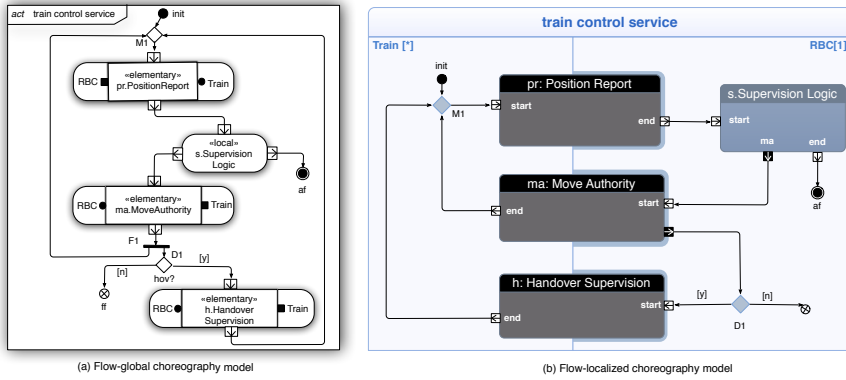 act train control service
init
M1
«elementary»
RBC pr.PositionReport Train
«local»
s.Supervision
Logic
af
«elementary»
RBC ma.MoveAuthority Train
F1
D1
[n] [y]
hov?
ff
«elementary»
RBC h.Handover Train
Supervision
(a) Flow-global choreography model
train control service
Train [*] RBC[1]
init
M1
pr: Position Report
start
end
s.Supervision Logic
start
ma end
af
ma: Move Authority
start
end
h: Handover Supervision
start
end
[y] [n]
D1
(b) Flow-localized choreography model